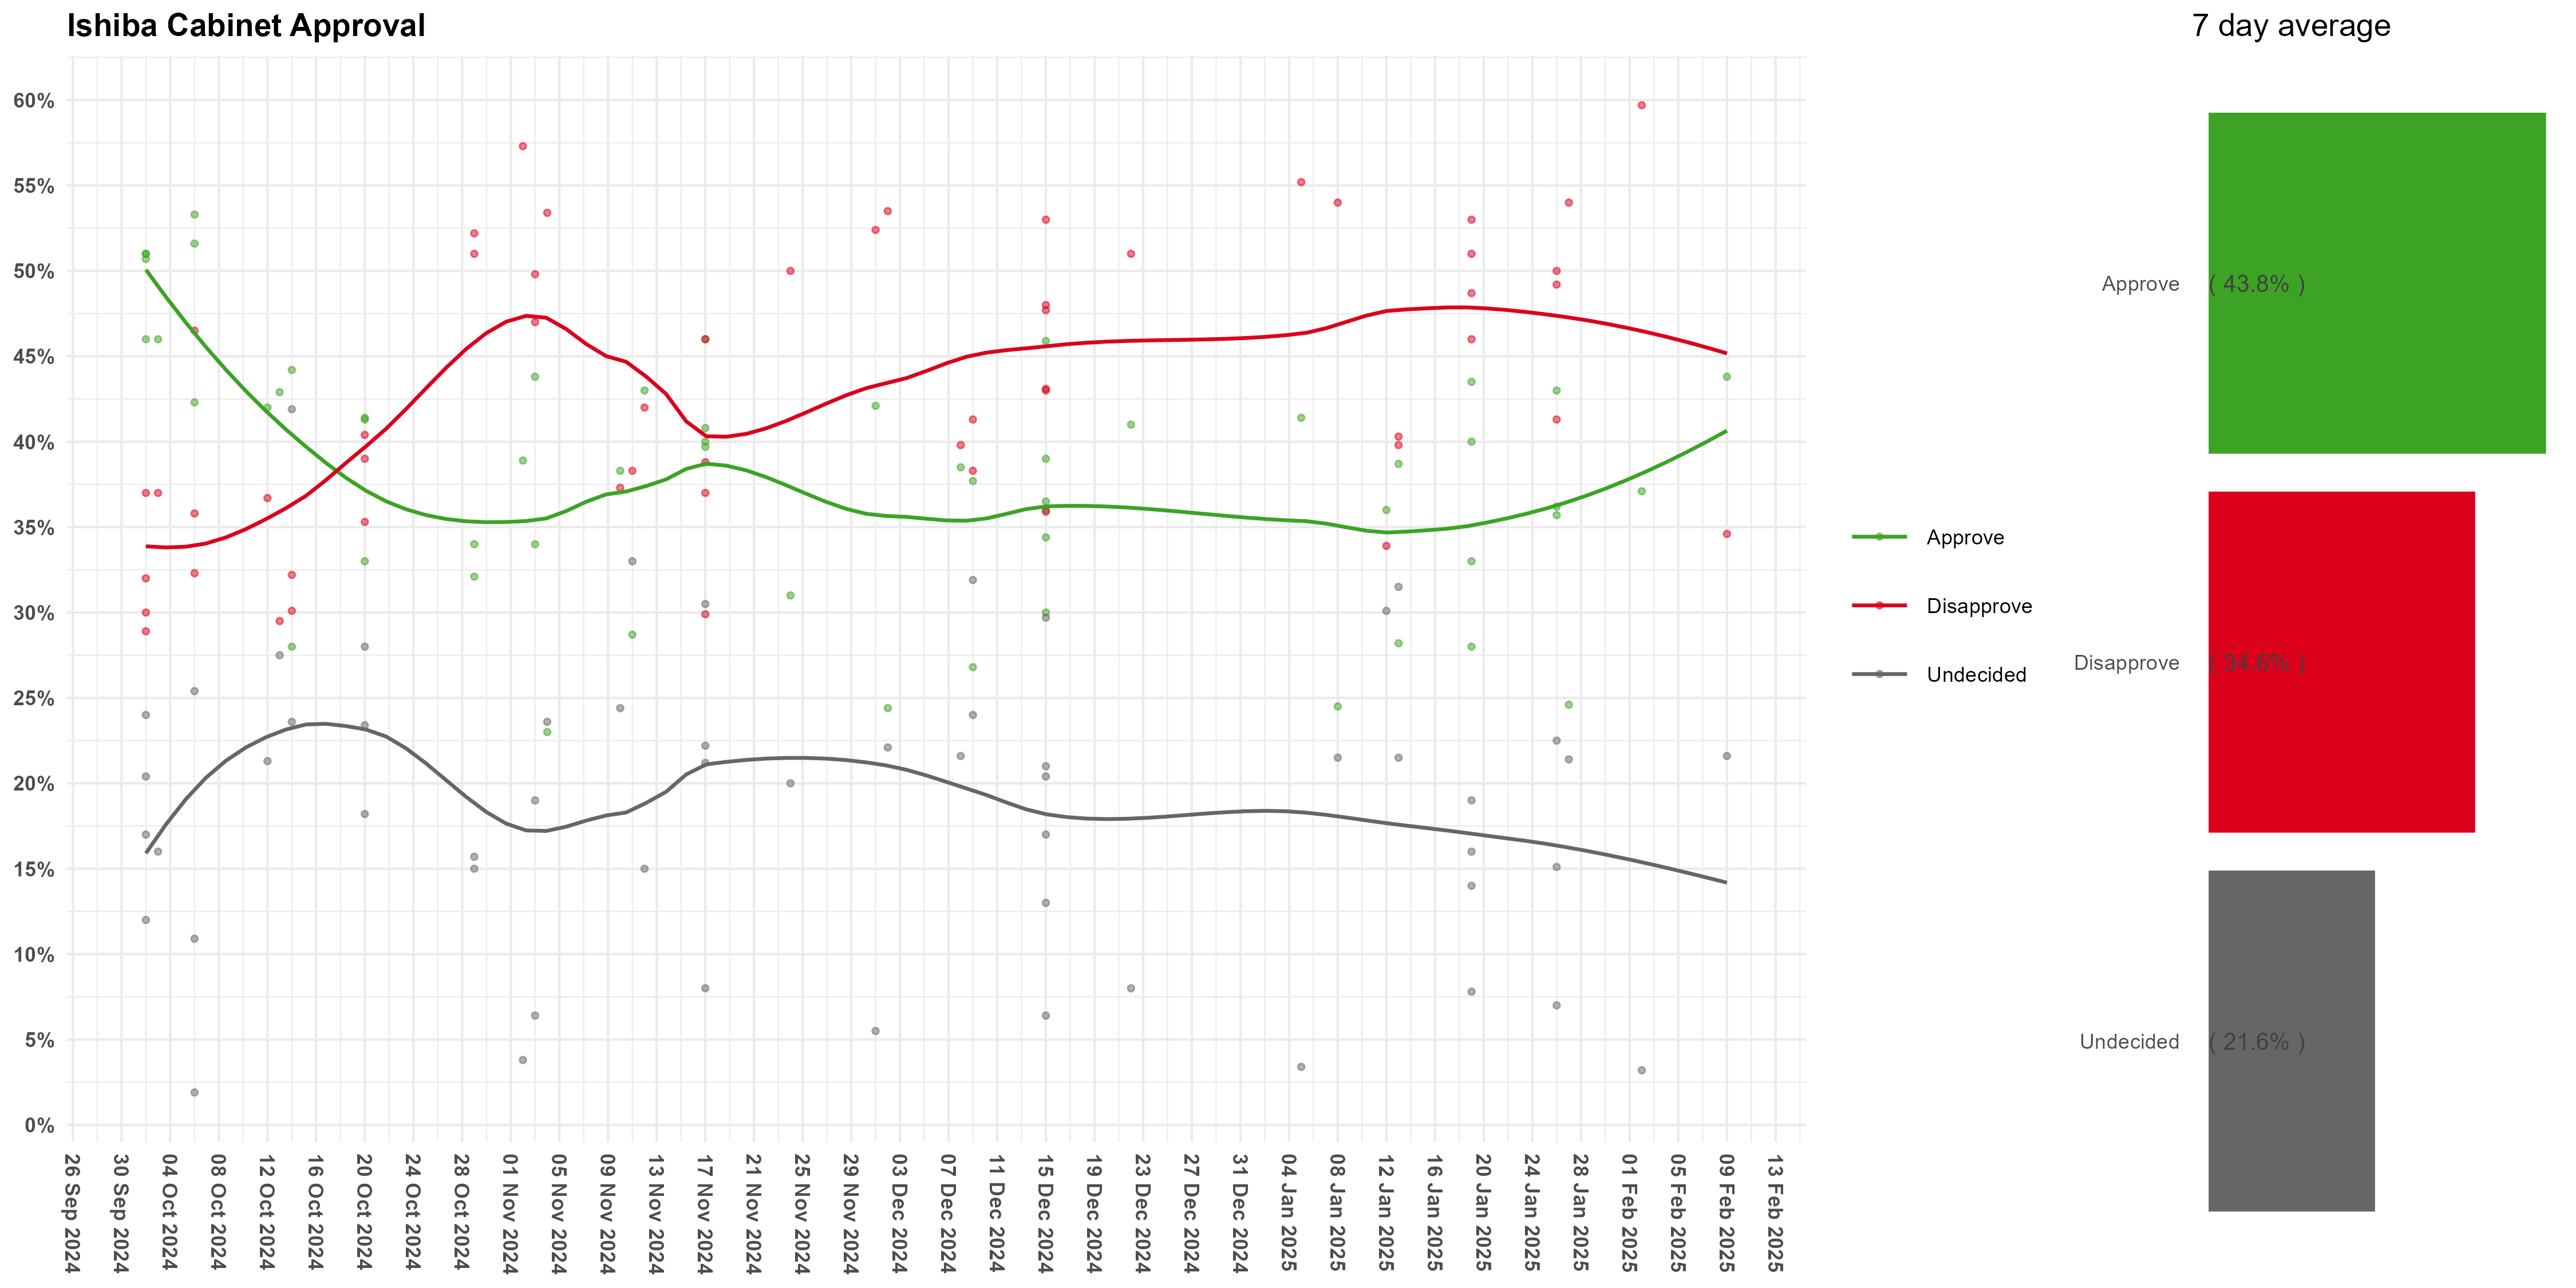 Ishiba Cabinet Approval
7 day average
60%
55%
50%
45%
40%
35%
30%
25%
20%
15%
10%
5%
0%
26 Sep 2024
30 Sep 2024
04 Oct 2024
08 Oct 2024
12 Oct 2024
16 Oct 2024
20 Oct 2024
24 Oct 2024
28 Oct 2024
01 Nov 2024
05 Nov 2024
09 Nov 2024
13 Nov 2024
17 Nov 2024
21 Nov 2024
25 Nov 2024
29 Nov 2024
03 Dec 2024
07 Dec 2024
11 Dec 2024
15 Dec 2024
19 Dec 2024
23 Dec 2024
27 Dec 2024
31 Dec 2024
04 Jan 2025
08 Jan 2025
12 Jan 2025
16 Jan 2025
20 Jan 2025
24 Jan 2025
28 Jan 2025
01 Feb 2025
05 Feb 2025
09 Feb 2025
13 Feb 2025
Approve
Disapprove
Undecided
Approve ( 43.8% )
Disapprove ( 34.6% )
Undecided ( 21.6% )